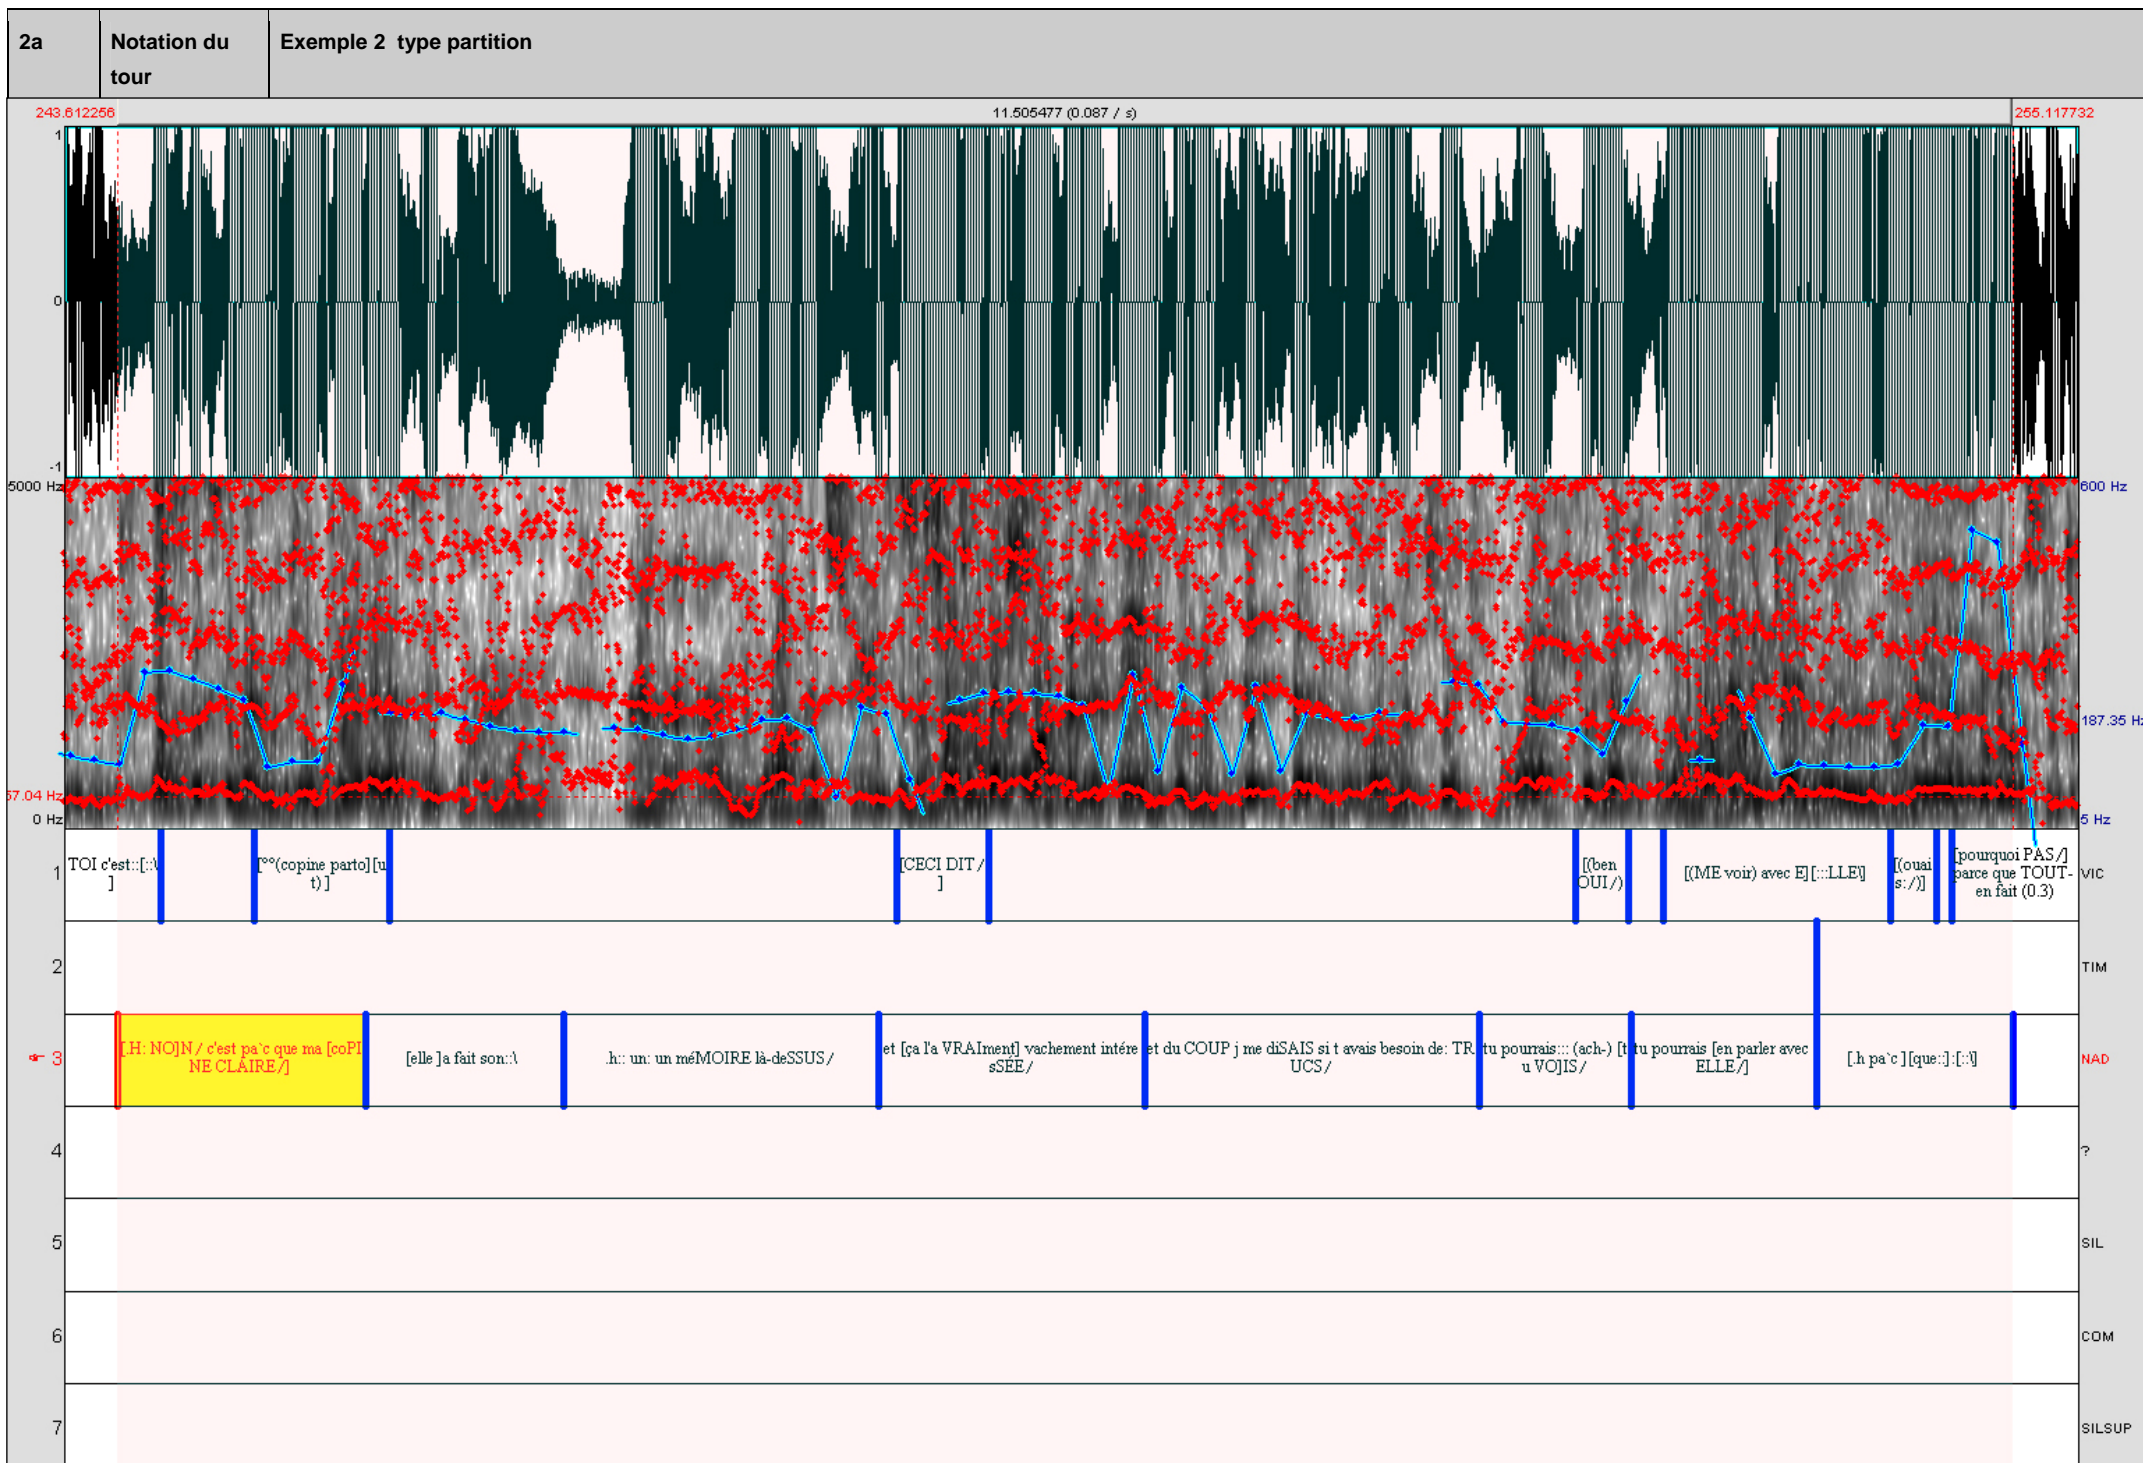 2a
Notation du
tour
Exemple 2 type partition
243.612256
11.505477 (0.087 / s)
255.117732
1
0
-1
5000 Hz
600 Hz
187.35 Hz
57.04 Hz
0 Hz
5 Hz
1
TOI c'est::[::\
]
[°°(copine parto][u
t) ]
[CECI DIT /
]
[(ben
OUI/)
[(ME voir) avec E] [:::LLE\]
[(ouai
s:/)]
[pourquoi PAS/]
parce que TOUT-
en fait (0.3)
VIC
2
TIM
3
[.H: NO]N / c'est pa`c que ma [coPI
NE CLAIRE/]
[elle ]a fait son::\
.h:: un: un méMOIRE là-deSSUS /
et [ça l'a VRAIment] vachement intére
sSÉE/
et du COUP j me diSAIS si t avais besoin de: TR
UCS/
tu pourrais::: (ach-) [t
u VO]IS/
tu pourrais [en parler avec
ELLE/]
[.h pa`c ] [que::] :[::\]
NAD
4
?
5
SIL
6
COM
7
SILSUP